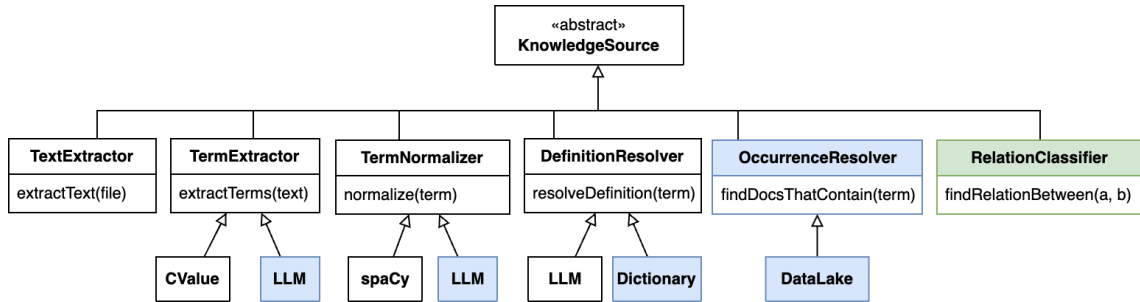 «abstract»
KnowledgeSource
TextExtractor
extractText(file)
TermExtractor
extractTerms(text)
TermNormalizer
normalize(term)
DefinitionResolver
resolveDefinition(term)
OccurrenceResolver
findDocsThatContain(term)
RelationClassifier
findRelationBetween(a, b)
CValue
LLM
spaCy
LLM
LLM
Dictionary
DataLake